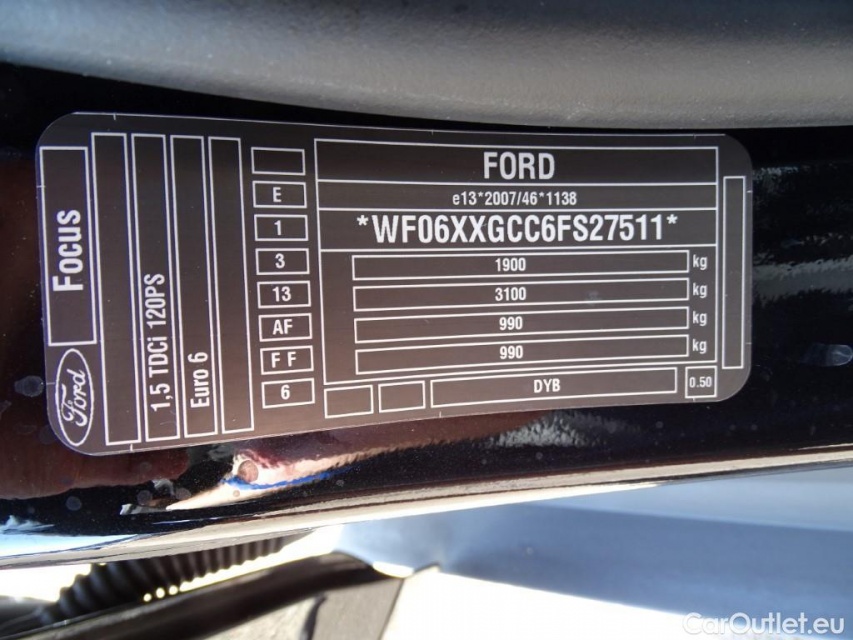 Focus
Ford
1,5 TDCi 120PS
Euro 6
E
1
3
13
AF
F F
6
FORD
e13*2007/46*1138
*WF06XXGCC6FS27511*
1900 kg
3100 kg
990 kg
990 kg
DYB
0.50
CarOutlet.eu